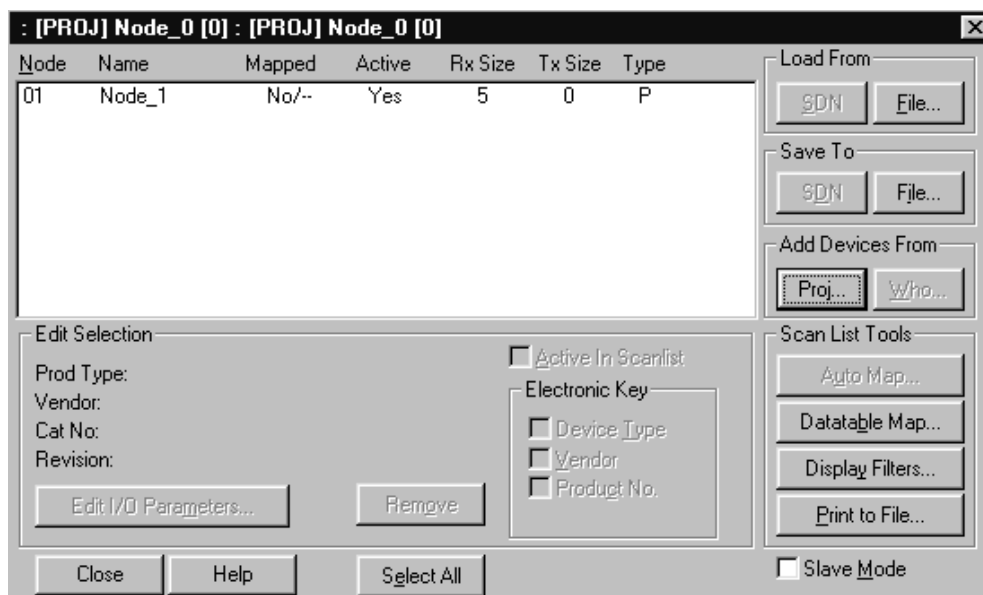 : [PROJ] Node_0 [0] : [PROJ] Node_0 [0]
Node Name Mapped Active Rx Size Tx Size Type
01 Node_1 No/-- Yes 5 0 P
Load From
SDN File...
Save To
SDN File...
Add Devices From
Proj... Who...
Edit Selection
Prod Type:
Vendor:
Cat No:
Revision:
Edit I/O Parameters...
Remove
Active In Scanlist
Electronic Key
Device Type
Vendor
Product No.
Scan List Tools
Auto Map...
Datatable Map...
Display Filters...
Print to File...
Close Help Select All
Slave Mode